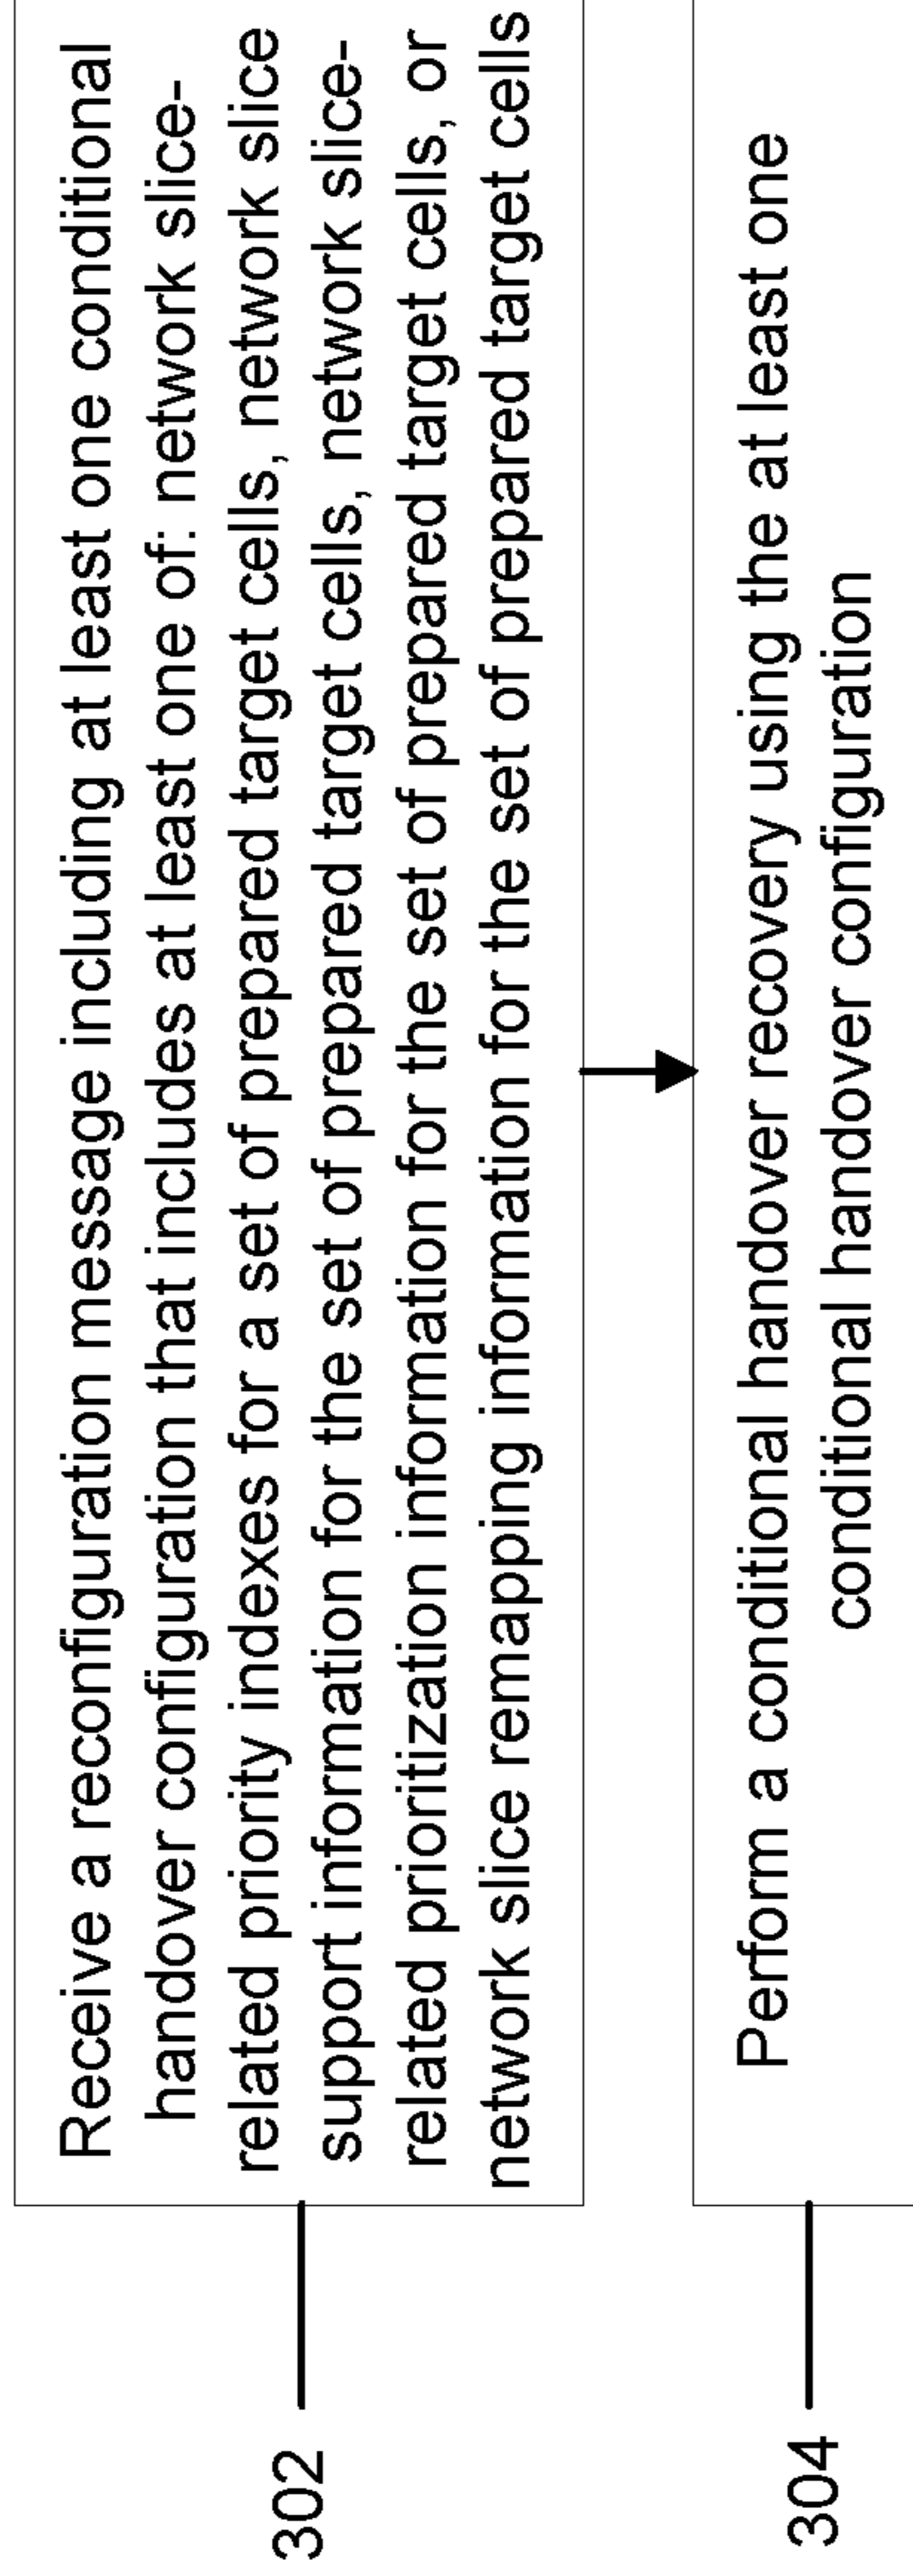 302
Receive a reconfiguration message including at least one conditional
handover configuration that includes at least one of: network slice-
related priority indexes for a set of prepared target cells, network slice
support information for the set of prepared target cells, network slice-
related prioritization information for the set of prepared target cells, or
network slice remapping information for the set of prepared target cells
304
Perform a conditional handover recovery using the at least one
conditional handover configuration